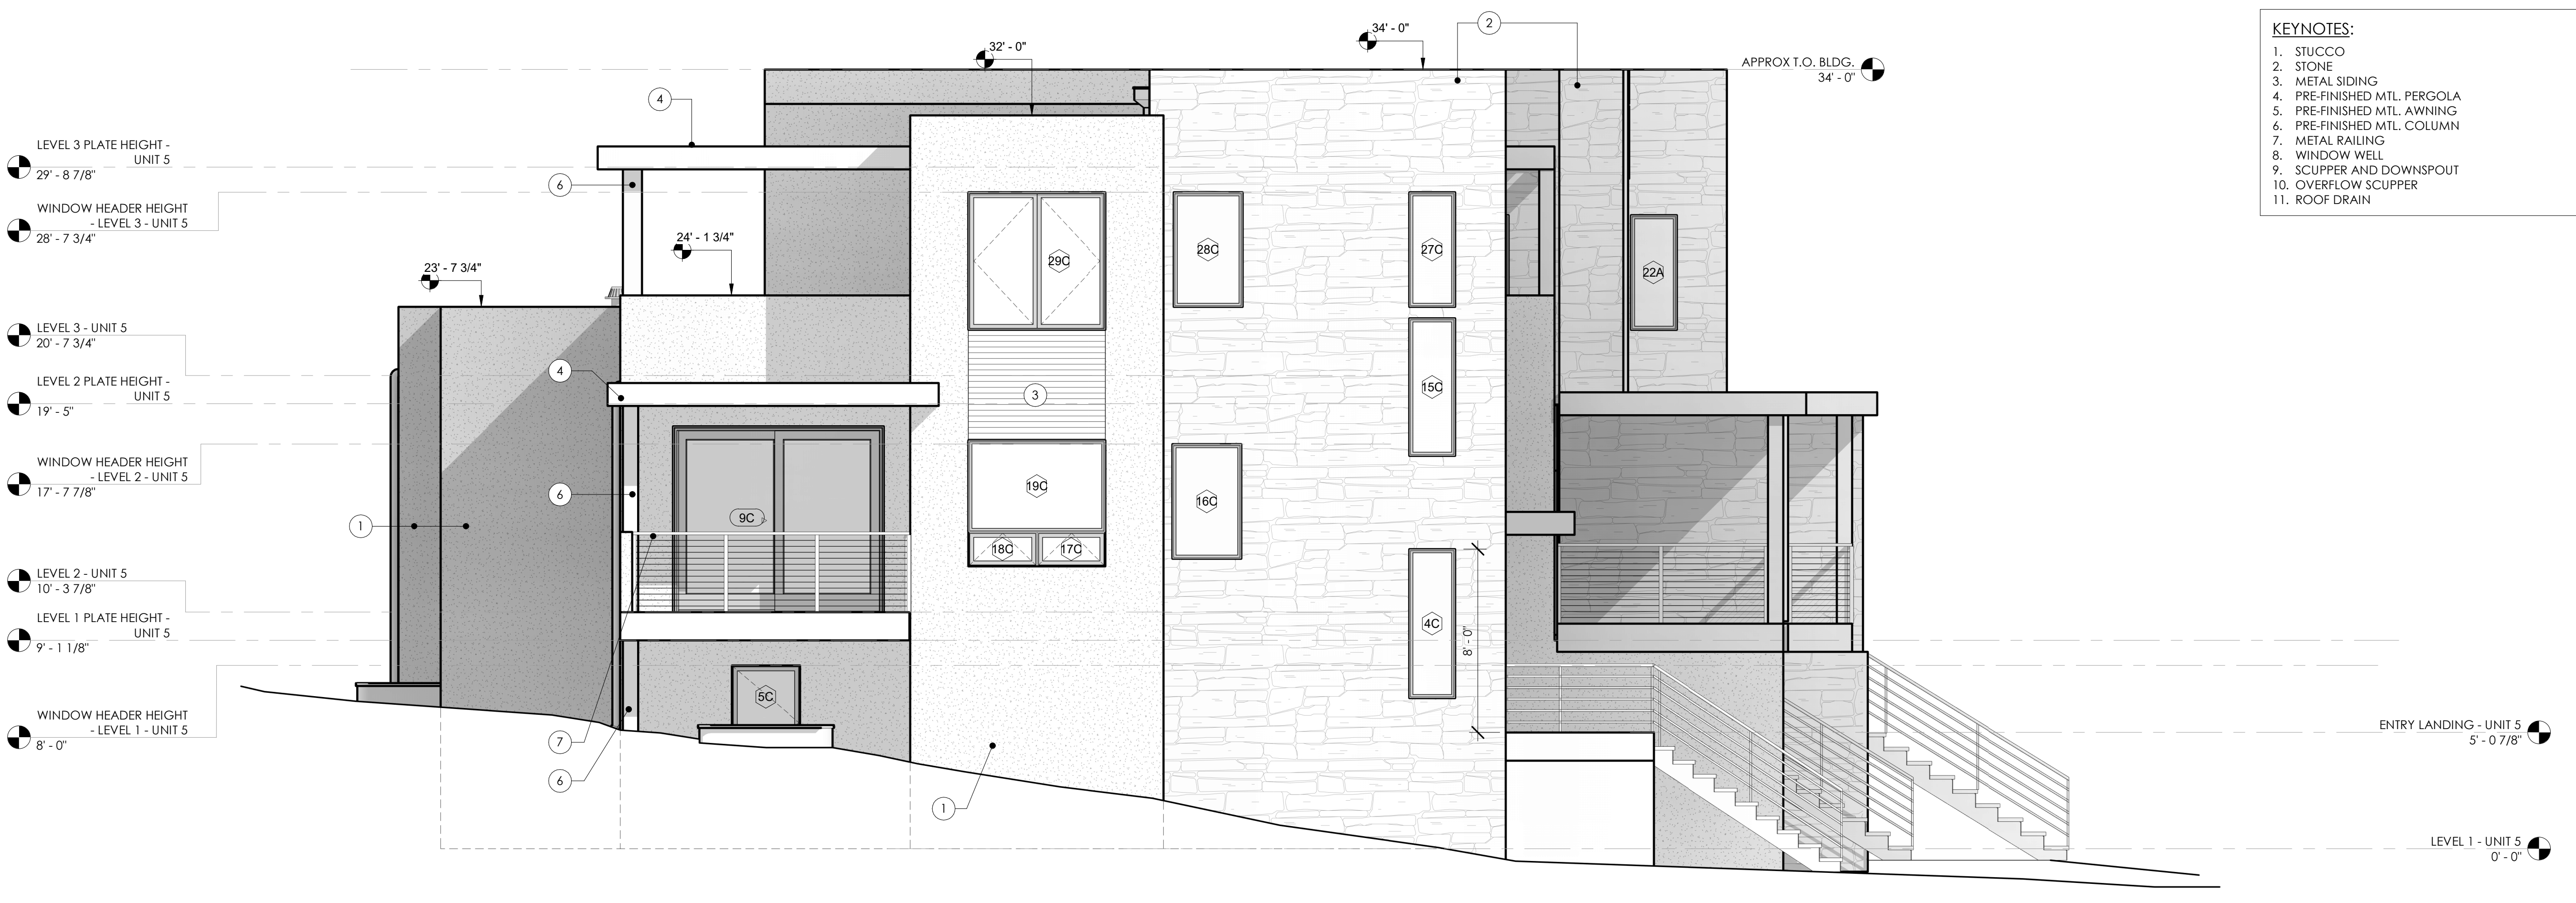 2
34' - 0"
32' - 0"
KEYNOTES:
1. STUCCO
2. STONE
3. METAL SIDING
4. PRE-FINISHED MTL. PERGOLA
5. PRE-FINISHED MTL. AWNING
6. PRE-FINISHED MTL. COLUMN
7. METAL RAILING
8. WINDOW WELL
9. SCUPPER AND DOWNSPOUT
10. OVERFLOW SCUPPER
11. ROOF DRAIN
APPROX T.O. BLDG.
34' - 0"
4
LEVEL 3 PLATE HEIGHT -
UNIT 5
29' - 8 7/8"
6
WINDOW HEADER HEIGHT
- LEVEL 3 - UNIT 5
28' - 7 3/4"
24' - 1 3/4"
29C
28C
27C
22A
23' - 7 3/4"
LEVEL 3 - UNIT 5
20' - 7 3/4"
4
LEVEL 2 PLATE HEIGHT -
UNIT 5
19' - 5"
3
15C
WINDOW HEADER HEIGHT
- LEVEL 2 - UNIT 5
17' - 7 7/8"
6
19C
16C
9C
1
18C
17C
LEVEL 2 - UNIT 5
10' - 3 7/8"
LEVEL 1 PLATE HEIGHT -
UNIT 5
9' - 1 1/8"
4C
8' - 0"
5C
WINDOW HEADER HEIGHT
- LEVEL 1 - UNIT 5
8' - 0"
7
6
1
ENTRY LANDING - UNIT 5
5' - 0 7/8"
LEVEL 1 - UNIT 5
0' - 0"